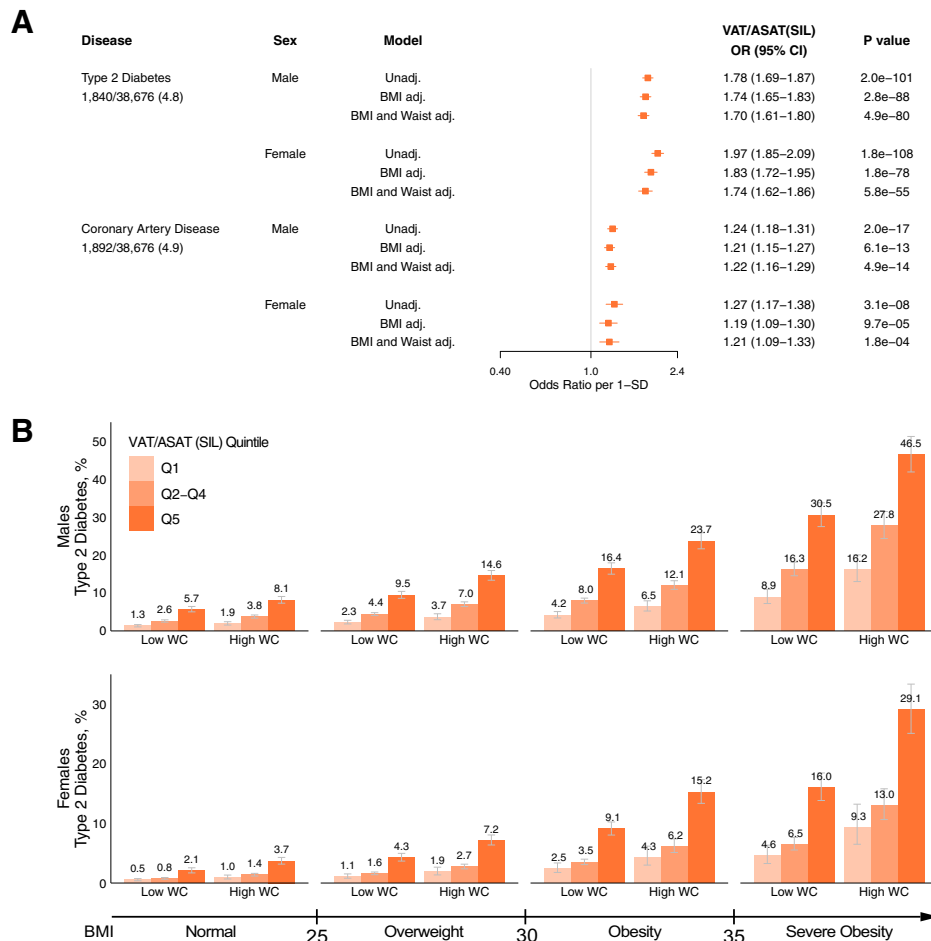 A
Disease Sex Model VAT/ASAT(SIL) OR (95% CI) P value
Type 2 Diabetes Male Unadj. 1.78 (1.69–1.87) 2.0e−101
1,840/38,676 (4.8) BMI adj. 1.74 (1.65–1.83) 2.8e−88
BMI and Waist adj. 1.70 (1.61–1.80) 4.9e−80
Female Unadj. 1.97 (1.85–2.09) 1.8e−108
BMI adj. 1.83 (1.72–1.95) 1.8e−78
BMI and Waist adj. 1.74 (1.62–1.86) 5.8e−55
Coronary Artery Disease Male Unadj. 1.24 (1.18–1.31) 2.0e−17
1,892/38,676 (4.9) BMI adj. 1.21 (1.15–1.27) 6.1e−13
BMI and Waist adj. 1.22 (1.16–1.29) 4.9e−14
Female Unadj. 1.27 (1.17–1.38) 3.1e−08
BMI adj. 1.19 (1.09–1.30) 9.7e−05
BMI and Waist adj. 1.21 (1.09–1.33) 1.8e−04
0.40 1.0 2.4
Odds Ratio per 1−SD
B
VAT/ASAT (SIL) Quintile
Q1
Q2−Q4
Q5
Males
Type 2 Diabetes, %
50
40
30
20
10
0
1.3 2.6 5.7 1.9 3.8 8.1 2.3 4.4 9.5 3.7 7.0 14.6 4.2 8.0 16.4 6.5 12.1 23.7 8.9 16.3 30.5 16.2 27.8 46.5
Low WC High WC Low WC High WC Low WC High WC Low WC High WC
Females
Type 2 Diabetes, %
30
20
10
0
0.5 0.8 2.1 1.0 1.4 3.7 1.1 1.6 4.3 1.9 2.7 7.2 2.5 3.5 9.1 4.3 6.2 15.2 4.6 6.5 16.0 9.3 13.0 29.1
Low WC High WC Low WC High WC Low WC High WC Low WC High WC
BMI Normal 25 Overweight 30 Obesity 35 Severe Obesity